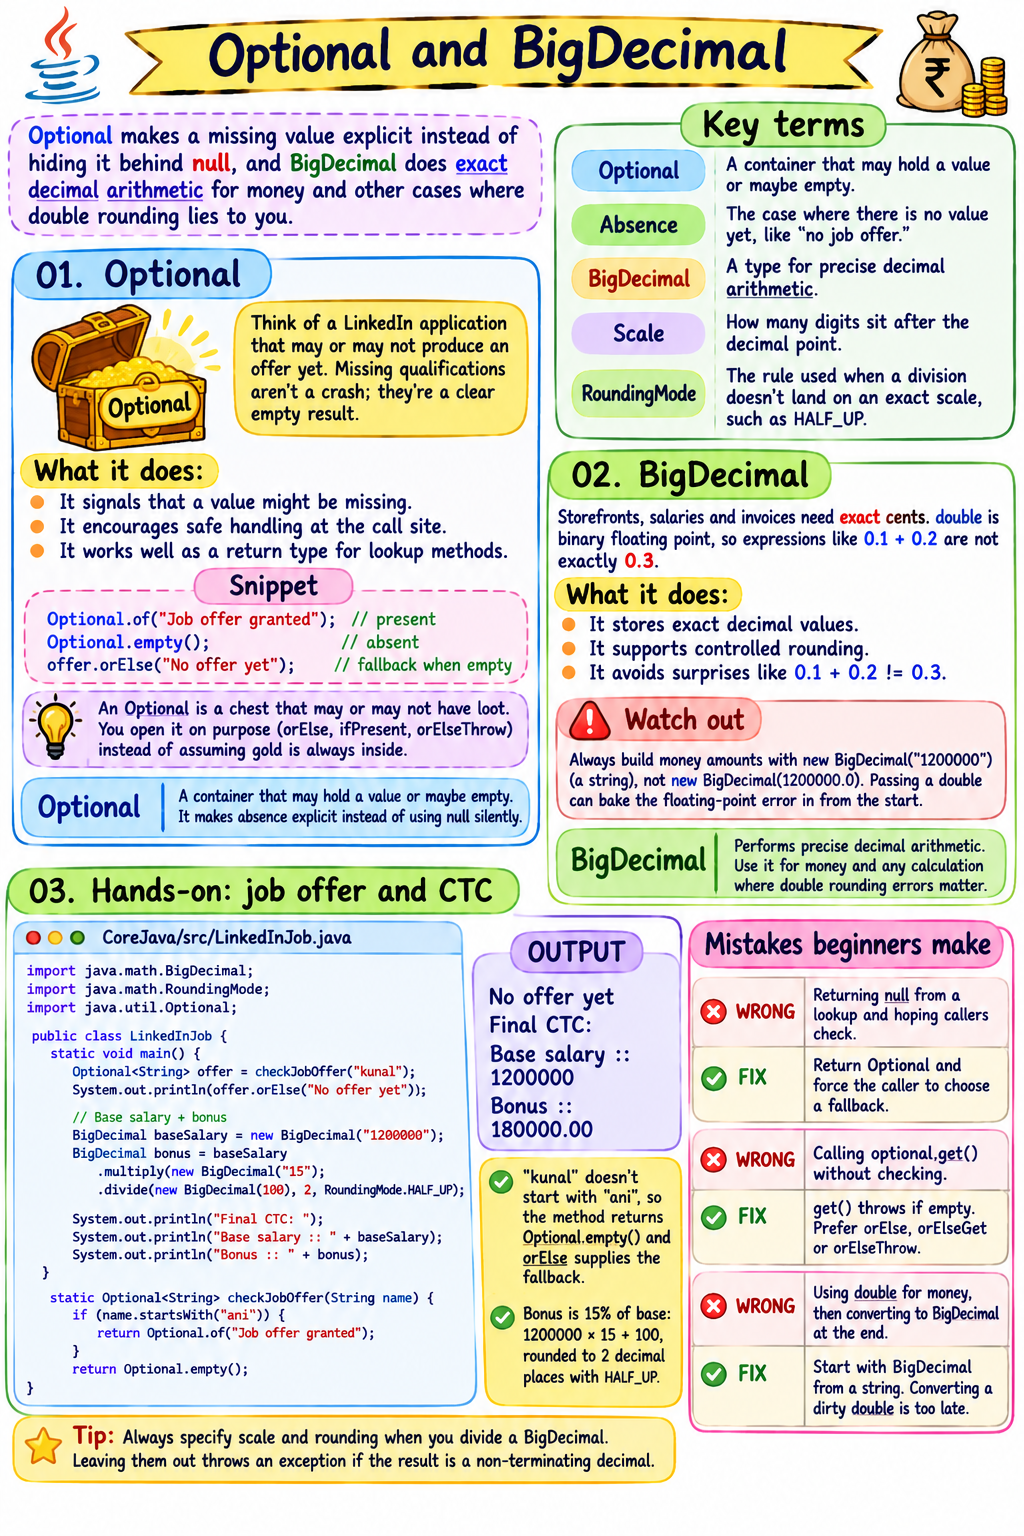 Optional and BigDecimal
₹
Optional makes a missing value explicit instead of
hiding it behind null, and BigDecimal does exact
decimal arithmetic for money and other cases where
double rounding lies to you.
Key terms
Optional
A container that may hold a value
or maybe empty.
Absence
The case where there is no value
yet, like “no job offer.”
BigDecimal
A type for precise decimal
arithmetic.
Scale
How many digits sit after the
decimal point.
RoundingMode
The rule used when a division
doesn't land on an exact scale,
such as HALF_UP.
01. Optional
Optional
Think of a LinkedIn application
that may or may not produce an
offer yet. Missing qualifications
aren't a crash; they're a clear
empty result.
What it does:
It signals that a value might be missing.
It encourages safe handling at the call site.
It works well as a return type for lookup methods.
Snippet
Optional.of("Job offer granted"); // present
Optional.empty(); // absent
offer.orElse("No offer yet"); // fallback when empty
An Optional is a chest that may or may not have loot.
You open it on purpose (orElse, ifPresent, orElseThrow)
instead of assuming gold is always inside.
Optional
A container that may hold a value or maybe empty.
It makes absence explicit instead of using null silently.
02. BigDecimal
Storefronts, salaries and invoices need exact cents. double is
binary floating point, so expressions like 0.1 + 0.2 are not
exactly 0.3.
What it does:
It stores exact decimal values.
It supports controlled rounding.
It avoids surprises like 0.1 + 0.2 != 0.3.
Watch out
Always build money amounts with new BigDecimal("1200000")
(a string), not new BigDecimal(1200000.0). Passing a double
can bake the floating-point error in from the start.
BigDecimal
Performs precise decimal arithmetic.
Use it for money and any calculation
where double rounding errors matter.
03. Hands-on: job offer and CTC
CoreJava/src/LinkedInJob.java
import java.math.BigDecimal;
import java.math.RoundingMode;
import java.util.Optional;
public class LinkedInJob {
static void main() {
Optional<String> offer = checkJobOffer("kunal");
System.out.println(offer.orElse("No offer yet"));
// Base salary + bonus
BigDecimal baseSalary = new BigDecimal("1200000");
BigDecimal bonus = baseSalary
.multiply(new BigDecimal("15");
.divide(new BigDecimal(100), 2, RoundingMode.HALF_UP);
System.out.println("Final CTC: ");
System.out.println("Base salary :: " + baseSalary);
System.out.println("Bonus :: " + bonus);
}
static Optional<String> checkJobOffer(String name) {
if (name.startsWith("ani")) {
return Optional.of("Job offer granted");
}
return Optional.empty();
}
OUTPUT
No offer yet
Final CTC:
Base salary ::
1200000
Bonus ::
180000.00
"kunal" doesn't
start with "ani", so
the method returns
Optional.empty() and
orElse supplies the
fallback.
Bonus is 15% of base:
1200000 × 15 + 100,
rounded to 2 decimal
places with HALF_UP.
Mistakes beginners make
WRONG
Returning null from a
lookup and hoping callers
check.
FIX
Return Optional and
force the caller to choose
a fallback.
WRONG
Calling optional,get()
without checking.
FIX
get() throws if empty.
Prefer orElse, orElseGet
or orElseThrow.
WRONG
Using double for money,
then converting to BigDecimal
at the end.
FIX
Start with BigDecimal
from a string. Converting a
dirty double is too late.
Tip: Always specify scale and rounding when you divide a BigDecimal.
Leaving them out throws an exception if the result is a non-terminating decimal.